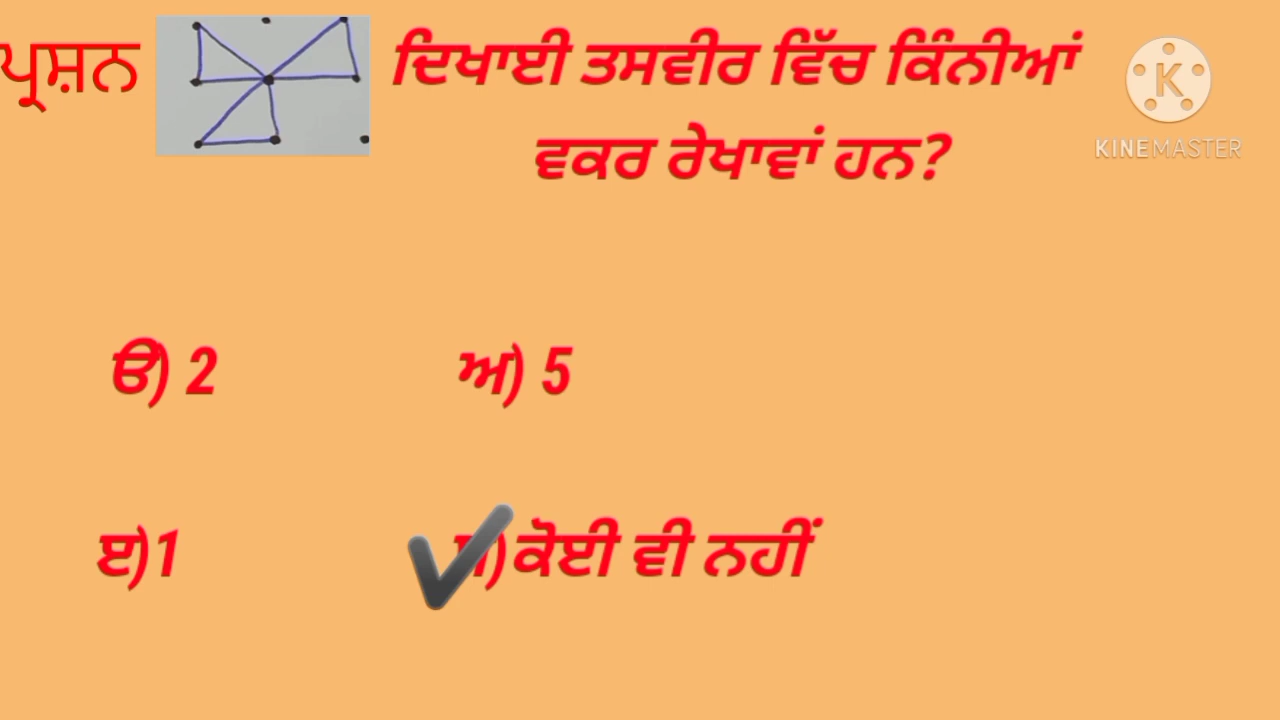 ਪ੍ਰਸ਼ਨ ਦਿਖਾਈ ਤਸਵੀਰ ਵਿੱਚ ਕਿੰਨੀਆਂ
ਵਕਰ ਰੇਖਾਵਾਂ ਹਨ?
K
KINEMASTER
ੳ) 2 ਅ) 5
ੲ)1 ਕੋਈ ਵੀ ਨਹੀਂ